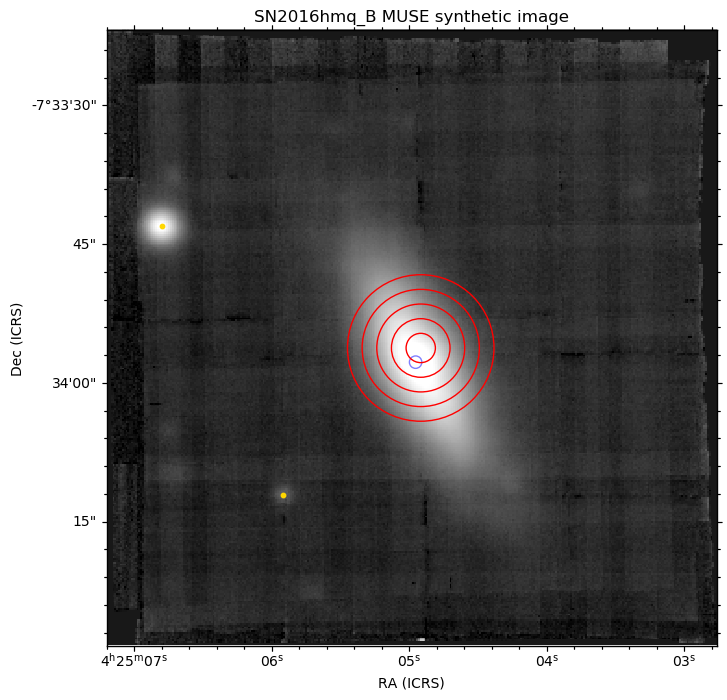 SN2016hmq_B MUSE synthetic image
-7°33'30"
45"
34'00"
15"
Dec (ICRS)
4ʰ25ᵐ07ˢ 06ˢ 05ˢ 04ˢ 03ˢ
RA (ICRS)